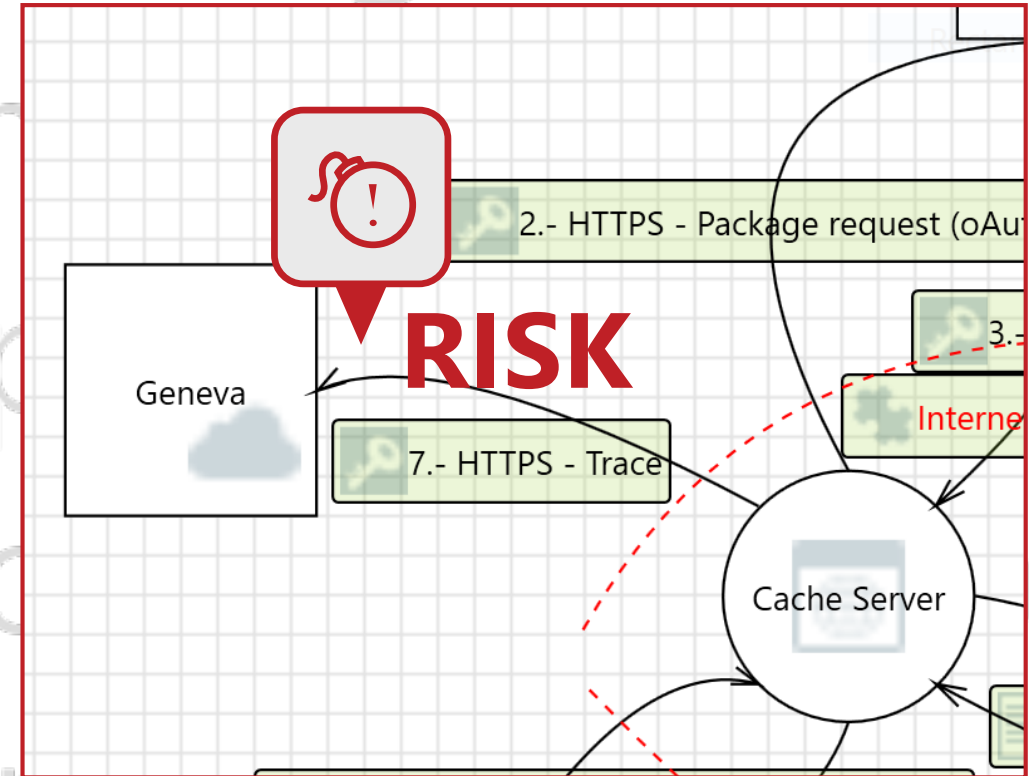 2.- HTTPS - Package request (oAu
3.-
RISK
Geneva
Interne
7.- HTTPS - Trace
Cache Server